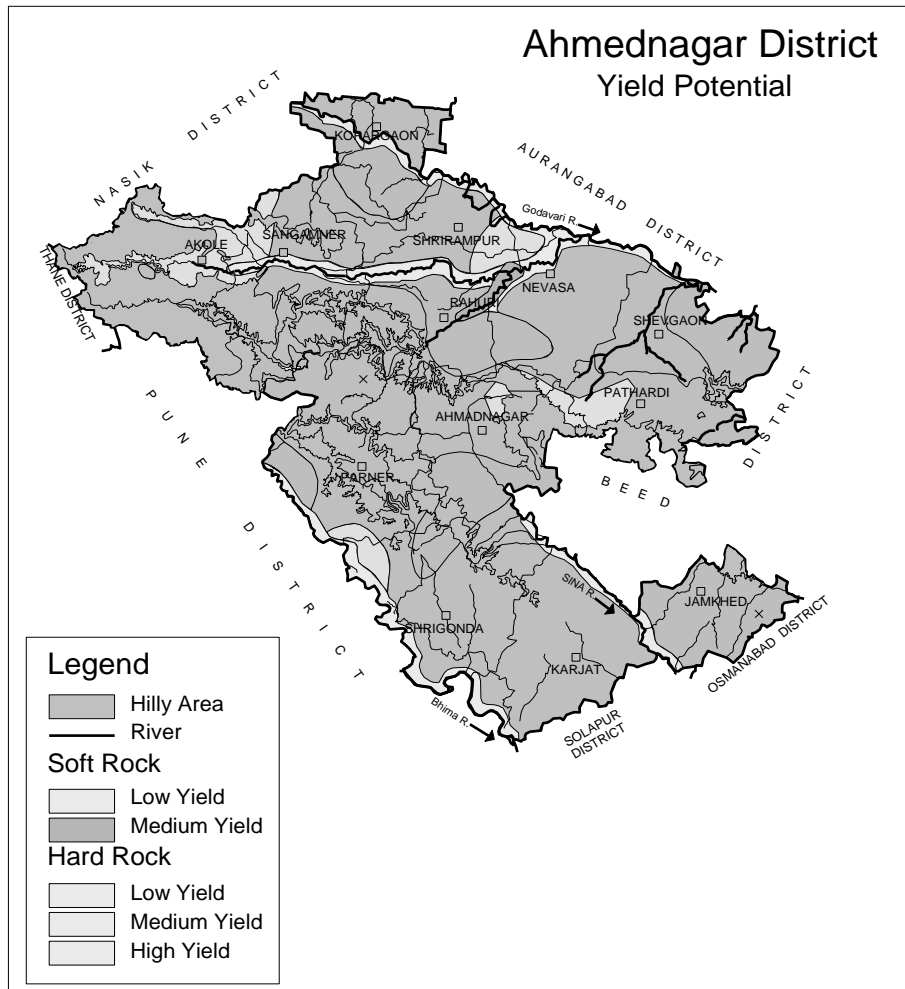 Ahmednagar District
Yield Potential
NASIK DISTRICT
AURANGABAD DISTRICT
KOPARGAON
Godavari R.
SANGAMNER
SHRIRAMPUR
AKOLE
THANE DISTRICT
NEVASA
RAHURI
SHEVGAON
PATHARDI
AHMADNAGAR
PUNE DISTRICT
BEED DISTRICT
PARNER
SINA R.
JAMKHED
SHRIGONDA
KARJAT
OSMANABAD DISTRICT
Bhima R.
SOLAPUR
DISTRICT
Legend
Hilly Area
River
Soft Rock
Low Yield
Medium Yield
Hard Rock
Low Yield
Medium Yield
High Yield